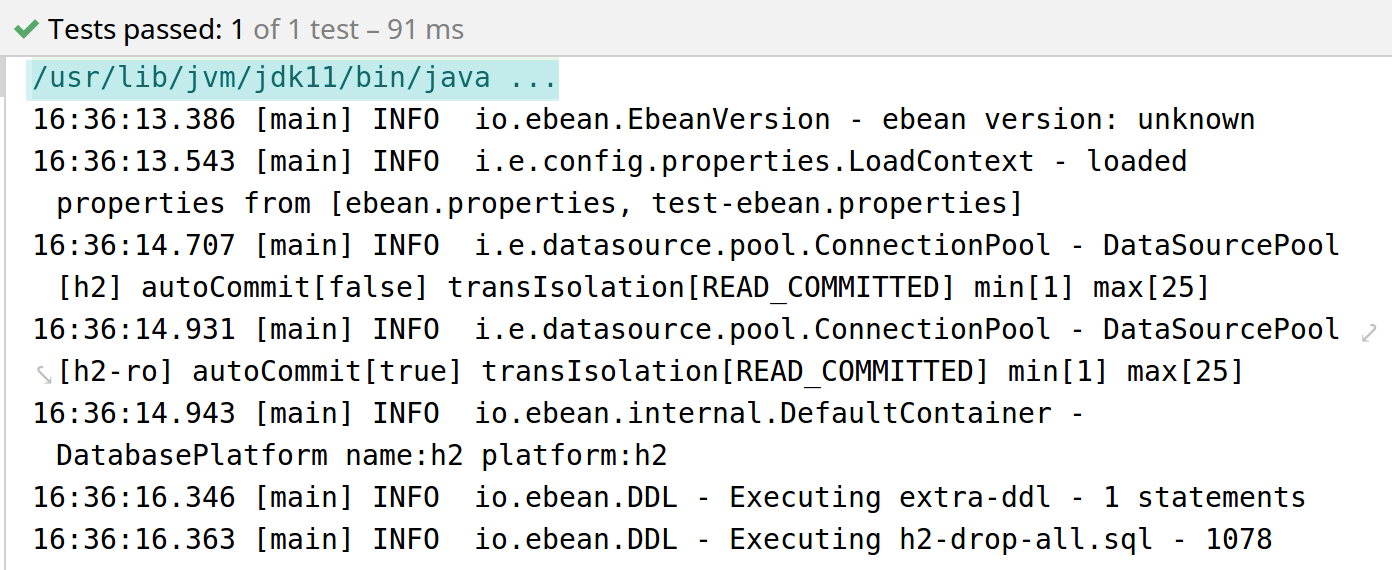 Tests passed: 1 of 1 test – 91 ms
/usr/lib/jvm/jdk11/bin/java ...
16:36:13.386 [main] INFO  io.ebean.EbeanVersion - ebean version: unknown
16:36:13.543 [main] INFO  i.e.config.properties.LoadContext - loaded
properties from [ebean.properties, test-ebean.properties]
16:36:14.707 [main] INFO  i.e.datasource.pool.ConnectionPool - DataSourcePool
[h2] autoCommit[false] transIsolation[READ_COMMITTED] min[1] max[25]
16:36:14.931 [main] INFO  i.e.datasource.pool.ConnectionPool - DataSourcePool
[h2-ro] autoCommit[true] transIsolation[READ_COMMITTED] min[1] max[25]
16:36:14.943 [main] INFO  io.ebean.internal.DefaultContainer -
DatabasePlatform name:h2 platform:h2
16:36:16.346 [main] INFO  io.ebean.DDL - Executing extra-ddl - 1 statements
16:36:16.363 [main] INFO  io.ebean.DDL - Executing h2-drop-all.sql - 1078